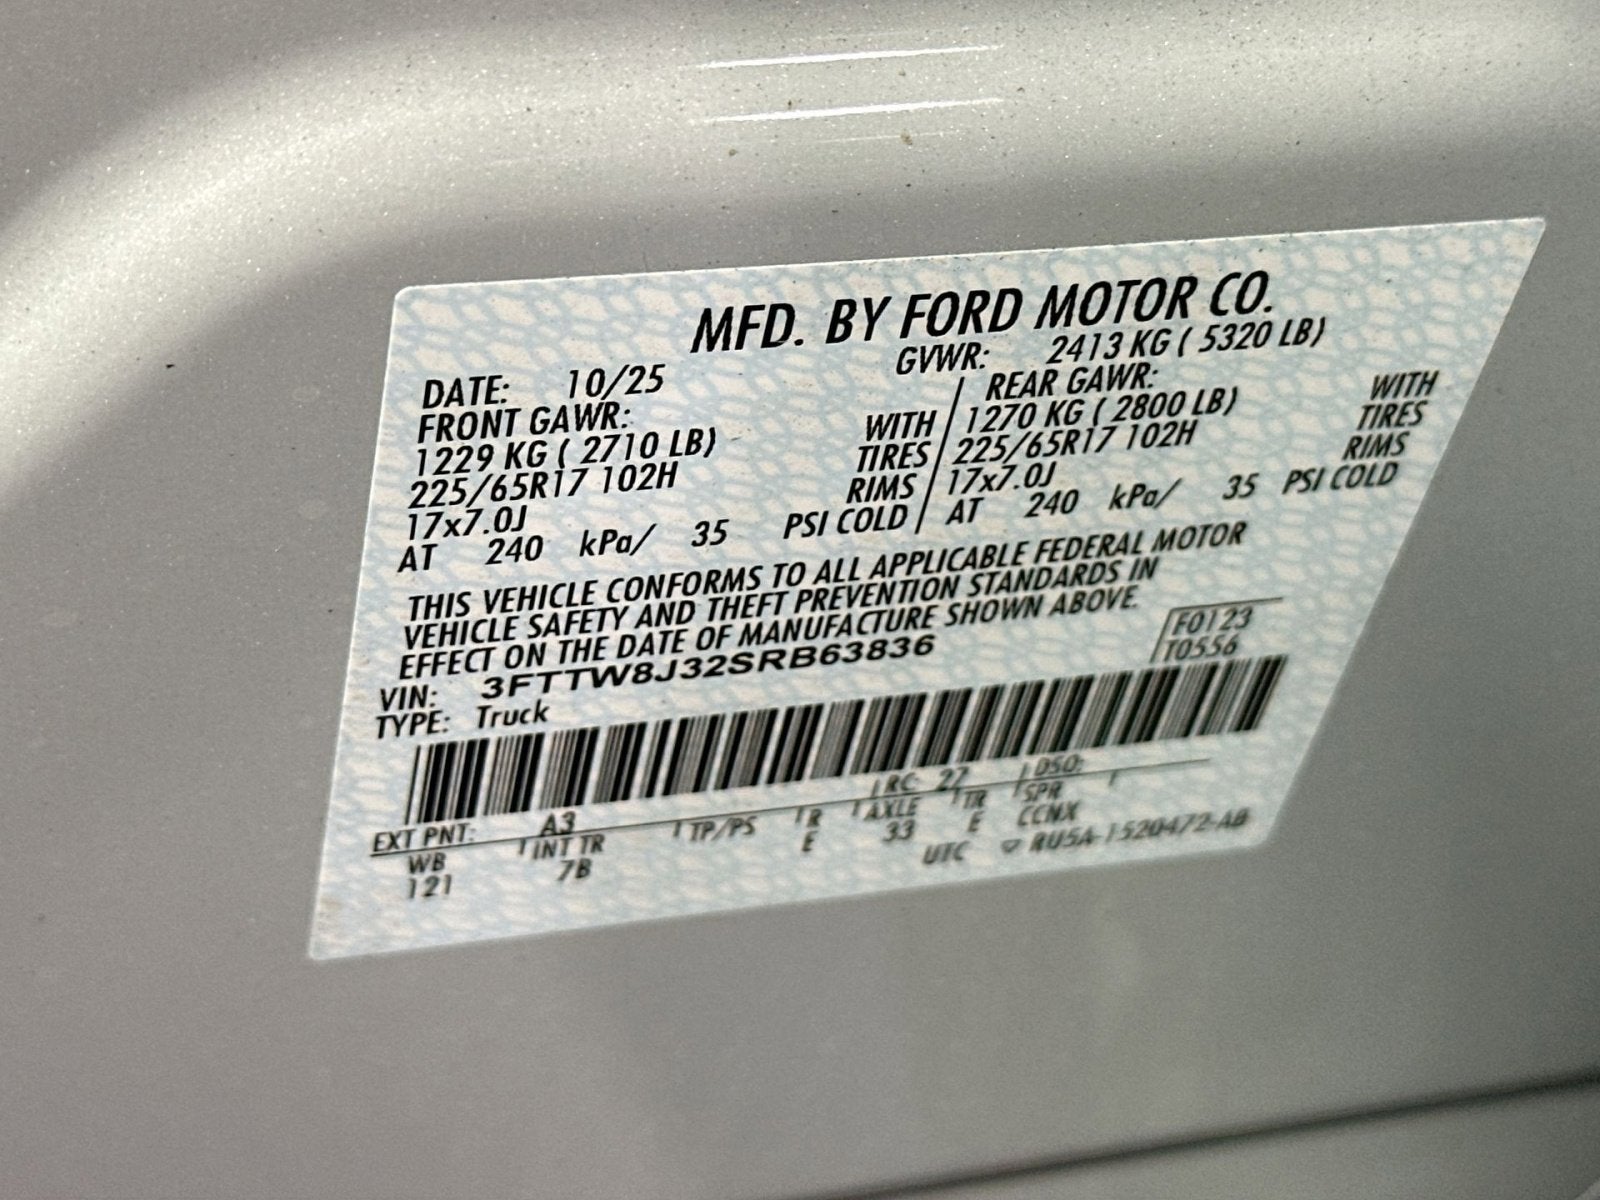 MFD. BY FORD MOTOR CO.
DATE: 10/25 GVWR: 2413 KG ( 5320 LB)
FRONT GAWR: REAR GAWR:
1229 KG ( 2710 LB) WITH 1270 KG ( 2800 LB) WITH
225/65R17 102H TIRES 225/65R17 102H TIRES
17x7.0J RIMS 17x7.0J RIMS
AT 240 kPa/ 35 PSI COLD AT 240 kPa/ 35 PSI COLD
THIS VEHICLE CONFORMS TO ALL APPLICABLE FEDERAL MOTOR
VEHICLE SAFETY AND THEFT PREVENTION STANDARDS IN
EFFECT ON THE DATE OF MANUFACTURE SHOWN ABOVE.
VIN: 3FTTW8J32SRB63836
F0123
T0556
TYPE: Truck
EXT PNT: A3 RC: 27 DSO:
WB INT TR TP/PS R AXLE TR SPR
121 7B E 33 E CCNX
UTC ▽ RU5A-1520472-AB